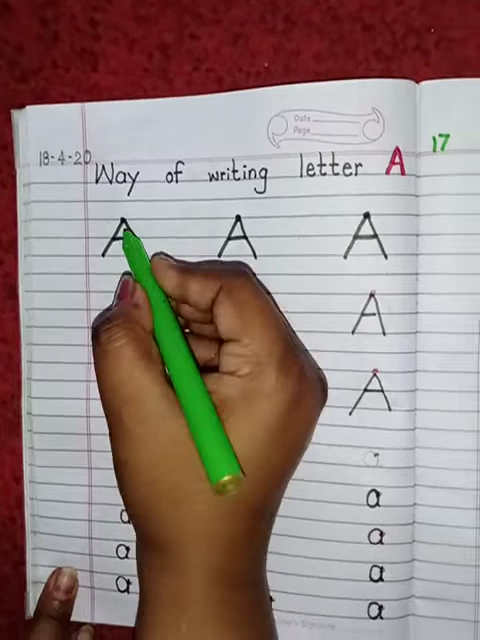 Date
Page
18-4-20 Way of writing letter A 17
A A A
A
A
a
a a
a a
a a
a